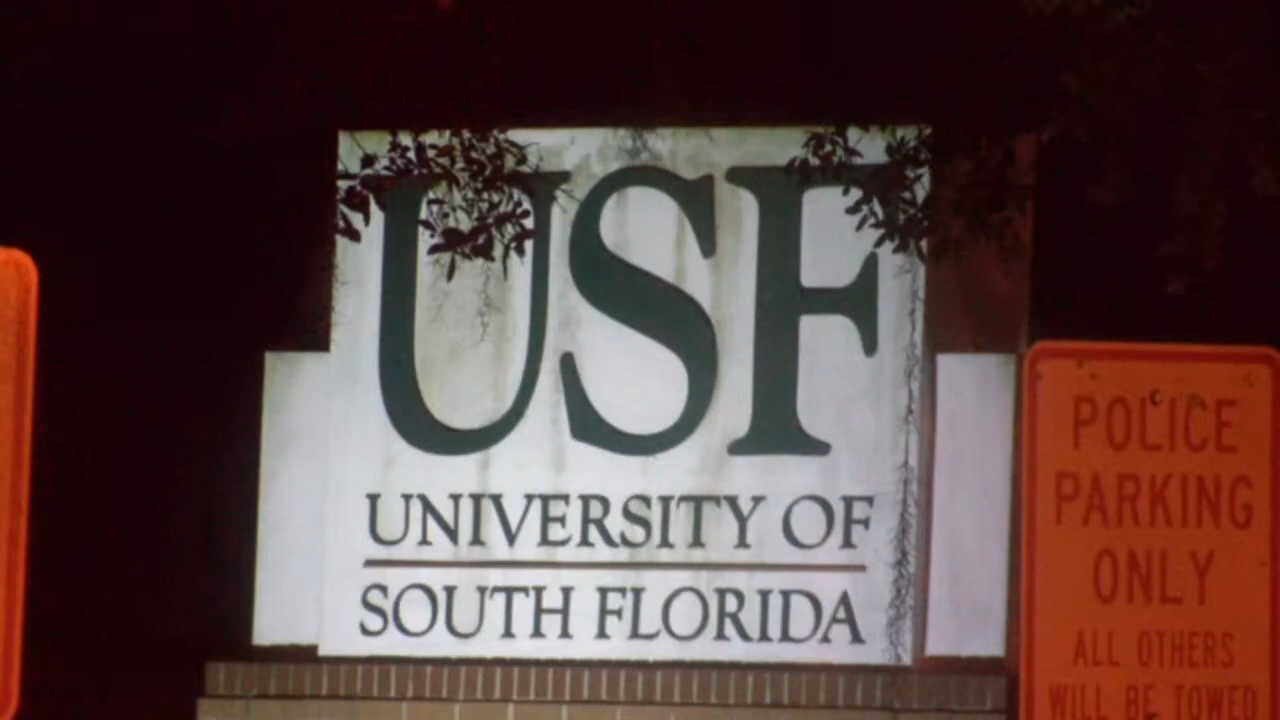 USF
UNIVERSITY OF
SOUTH FLORIDA
POLICE
PARKING
ONLY
ALL OTHERS
WILL BE TOWED